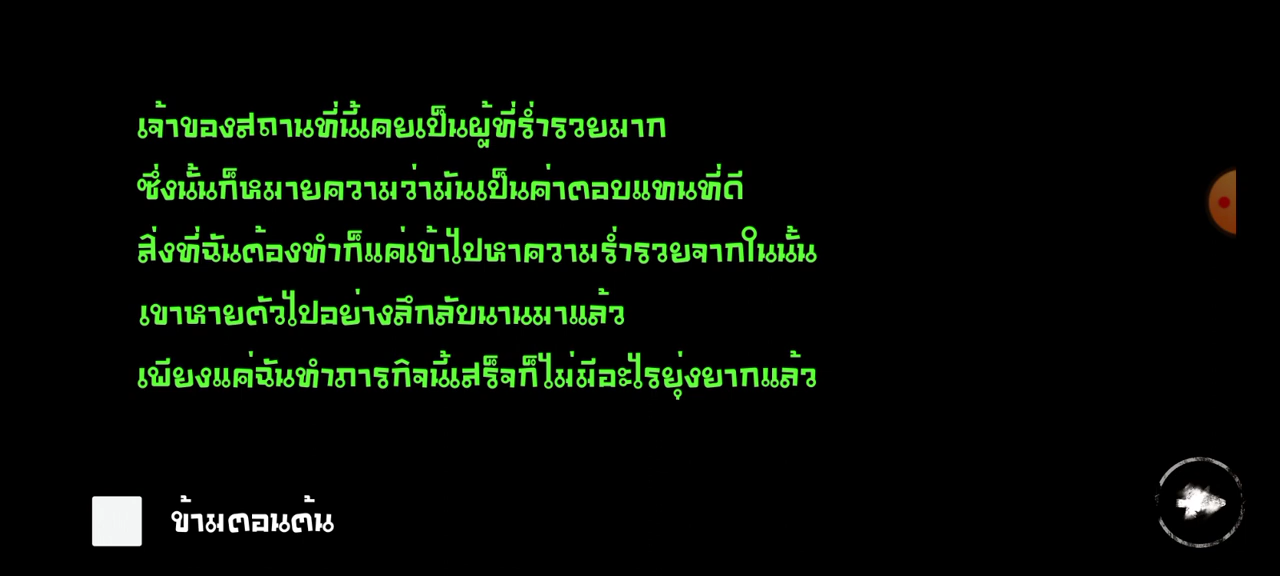 เจ้าของสถานที่นี้เคยเป็นผู้ที่ร่ำรวยมาก
ซึ่งนั้นก็หมายความว่ามันเป็นค่าตอบแทนที่ดี
สิ่งที่ฉันต้องทำก็แค่เข้าไปหาความร่ำรวยจากในนั้น
เขาหายตัวไปอย่างลึกลับนานมาแล้ว
เพียงแค่ฉันทำภารกิจนี้เสร็จก็ไม่มีอะไรยุ่งยากแล้ว
ข้ามตอนต้น